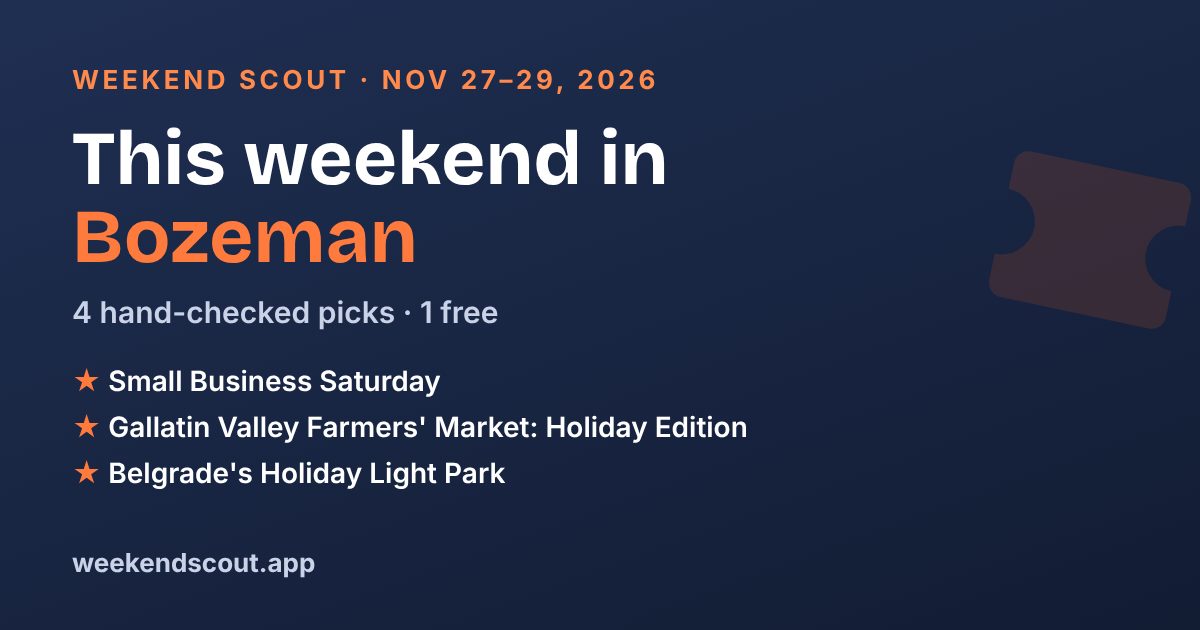 WEEKEND SCOUT · NOV 27–29, 2026
This weekend in
Bozeman
4 hand-checked picks · 1 free
★ Small Business Saturday
★ Gallatin Valley Farmers' Market: Holiday Edition
★ Belgrade's Holiday Light Park
weekendscout.app